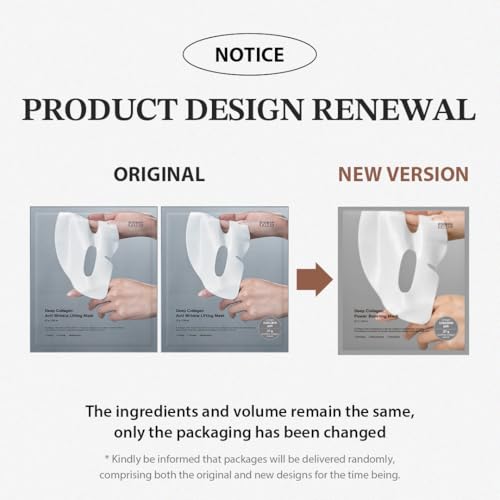 NOTICE
PRODUCT DESIGN RENEWAL
ORIGINAL
NEW VERSION
Deep Collagen
Anti Wrinkle Lifting Mask
Deep Collagen
Anti Wrinkle Lifting Mask
Deep Collagen
Power Boosting Mask
The ingredients and volume remain the same,
only the packaging has been changed
* Kindly be informed that packages will be delivered randomly,
comprising both the original and new designs for the time being.